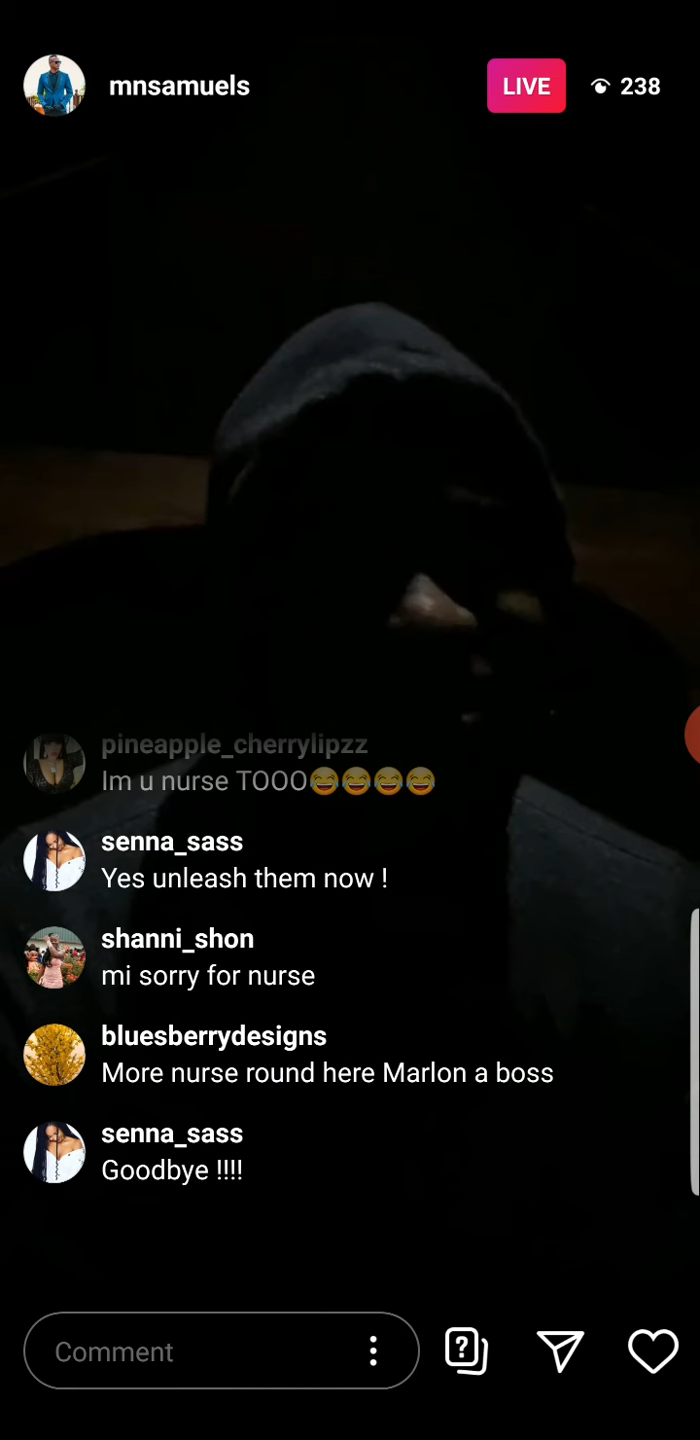 mnsamuels
LIVE
238
pineapple_cherrylipzz
Im u nurse TOOO😂😂😂😂
senna_sass
Yes unleash them now !
shanni_shon
mi sorry for nurse
bluesberrydesigns
More nurse round here Marlon a boss
senna_sass
Goodbye !!!!
Comment
?